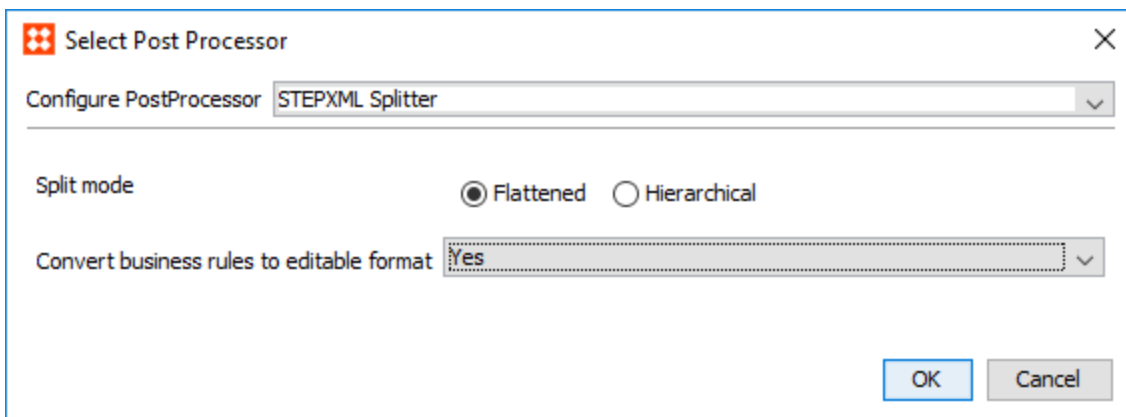 Select Post Processor
Configure PostProcessor STEPXML Splitter
Split mode Flattened Hierarchical
Convert business rules to editable format Yes
OK Cancel